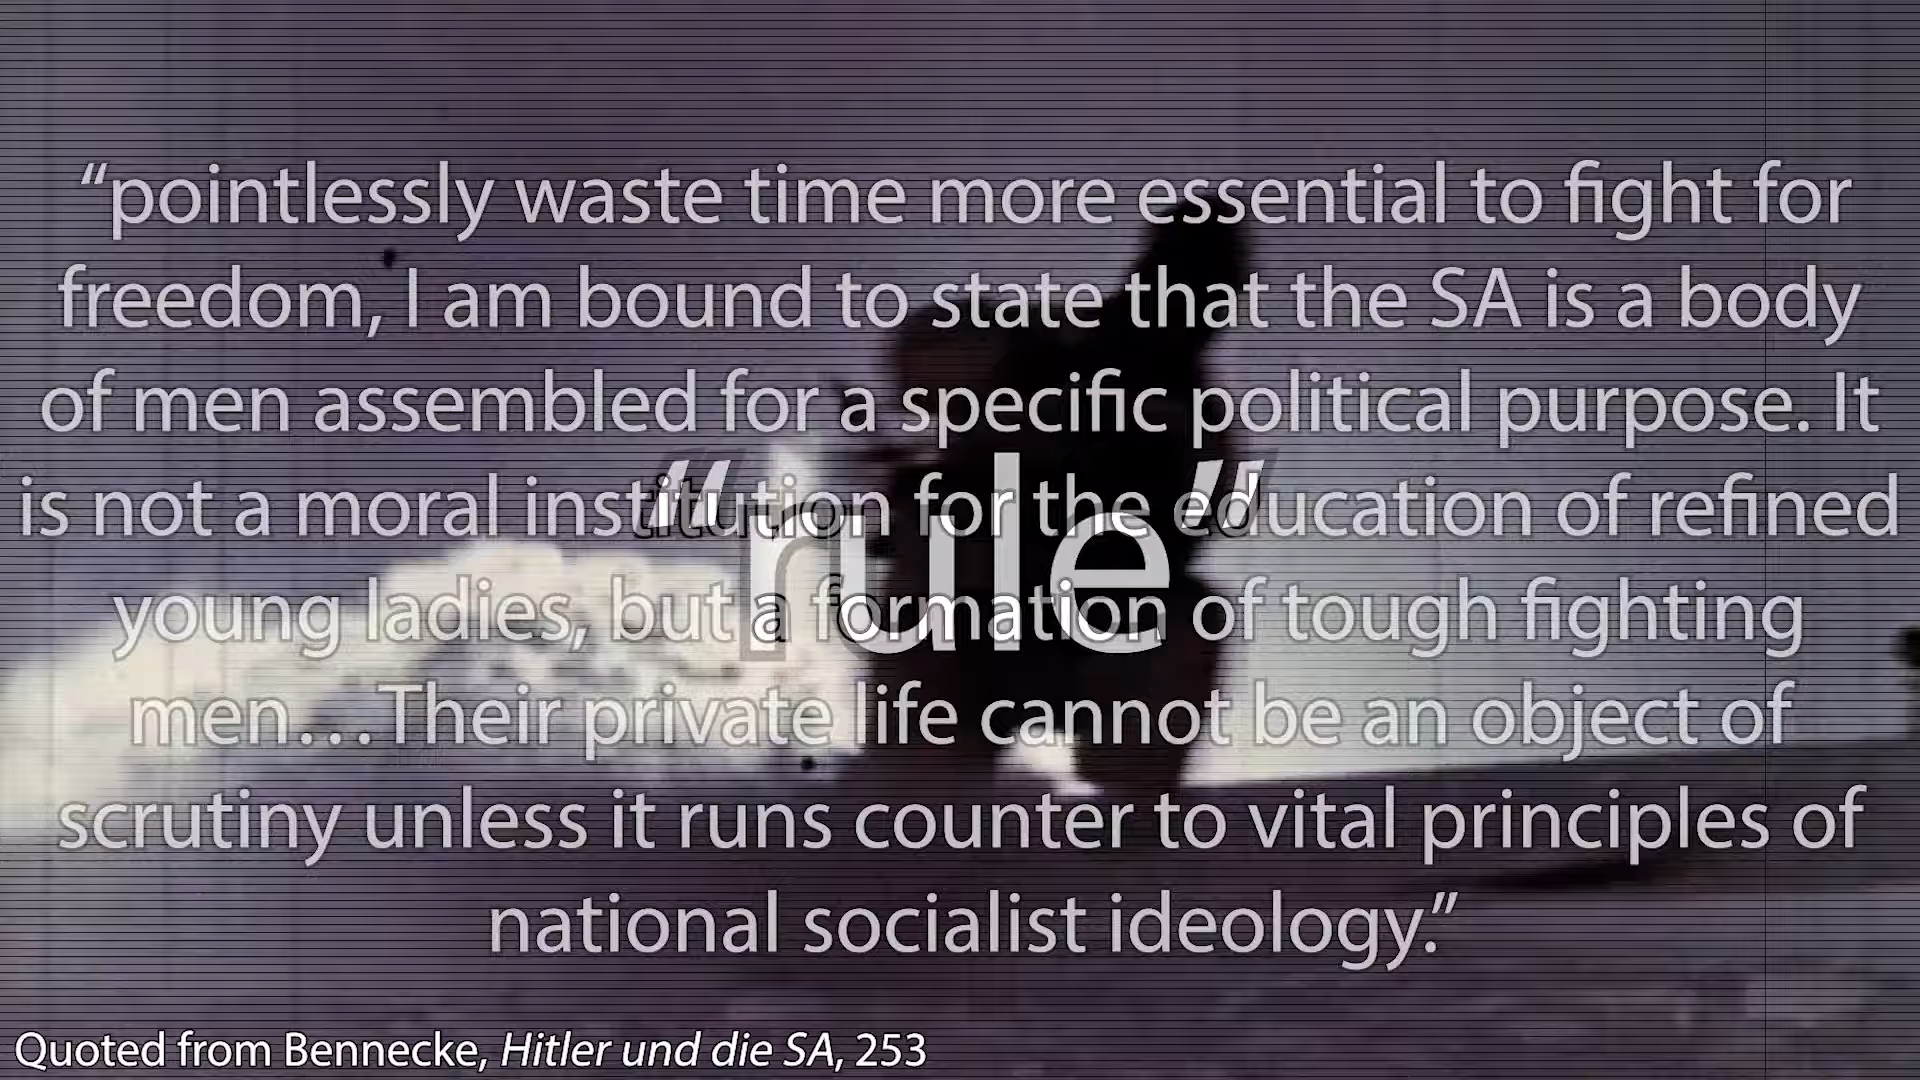 “pointlessly waste time more essential to fight for
freedom, I am bound to state that the SA is a body
of men assembled for a specific political purpose. It
is not a moral institution for the education of refined
“rule”
young ladies, but a formation of tough fighting
men…Their private life cannot be an object of
scrutiny unless it runs counter to vital principles of
national socialist ideology.”
Quoted from Bennecke, Hitler und die SA, 253